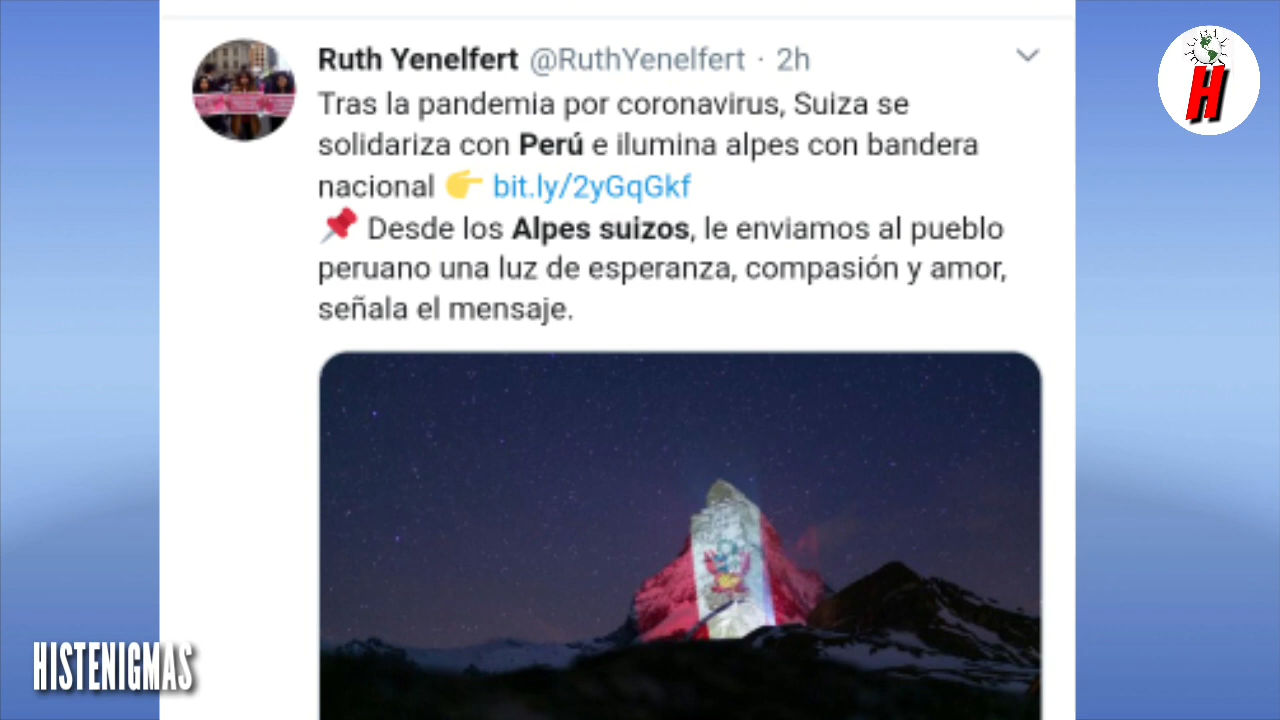 Ruth Yenelfert @RuthYenelfert · 2h
Tras la pandemia por coronavirus, Suiza se
solidariza con Perú e ilumina alpes con bandera
nacional 👉 bit.ly/2yGqGkf
📌 Desde los Alpes suizos, le enviamos al pueblo
peruano una luz de esperanza, compasión y amor,
señala el mensaje.
H
HISTENIGMAS